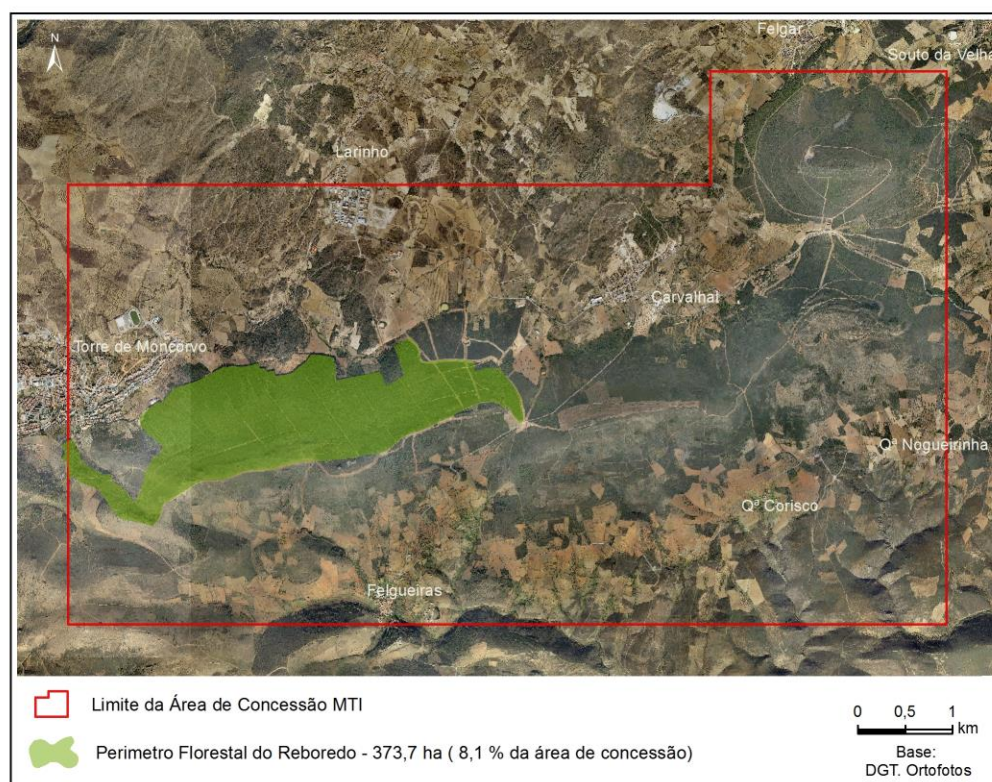 N
Felgar
Souto da Velha
Larinho
Carvalhal
Torre de Moncorvo
Qª Nogueirinha
Qª Corisco
Felgueiras
Limite da Área de Concessão MTI
0 0,5 1
km
Perimetro Florestal do Reboredo - 373,7 ha ( 8,1 % da área de concessão)
Base:
DGT. Ortofotos